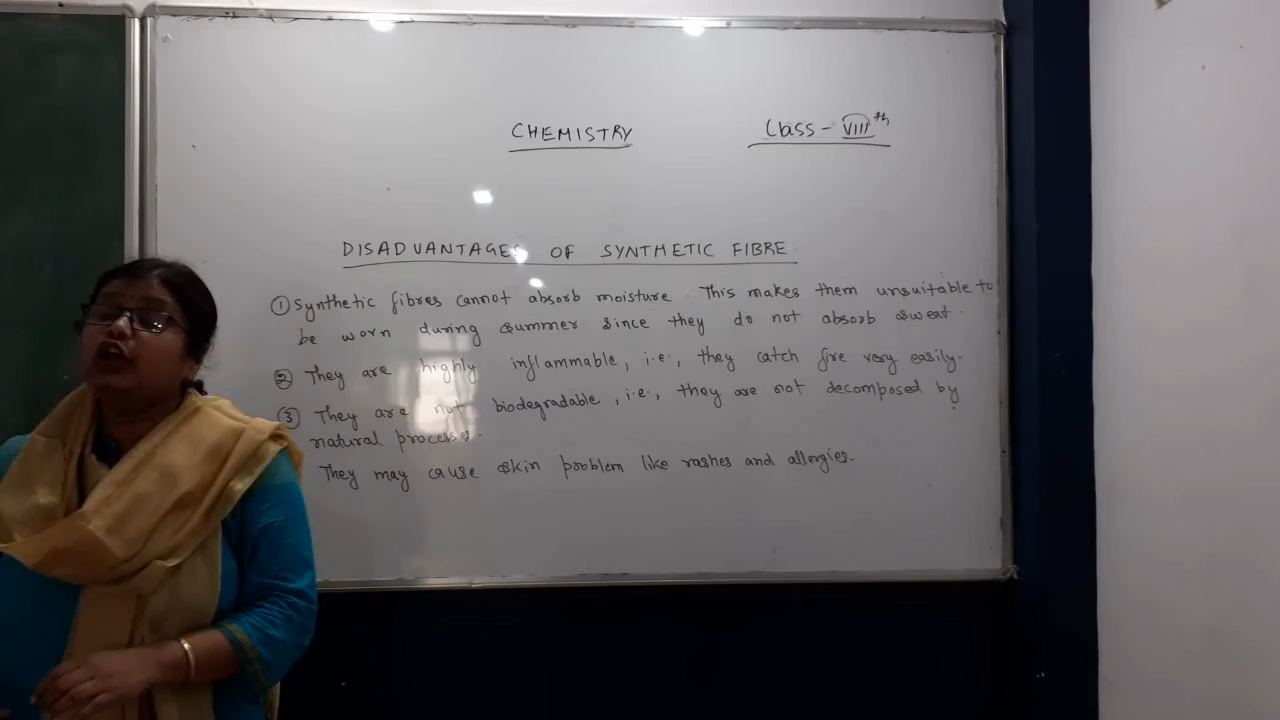 CHEMISTRY Class - VIIIth
DISADVANTAGES OF SYNTHETIC FIBRE
① Synthetic fibres cannot absorb moisture. This makes them unsuitable to
be worn during summer since they do not absorb sweat.
② They are highly inflammable, i.e., they catch fire very easily.
③ They are not biodegradable, i.e., they are not decomposed by
natural processes.
They may cause skin problem like rashes and allergies.